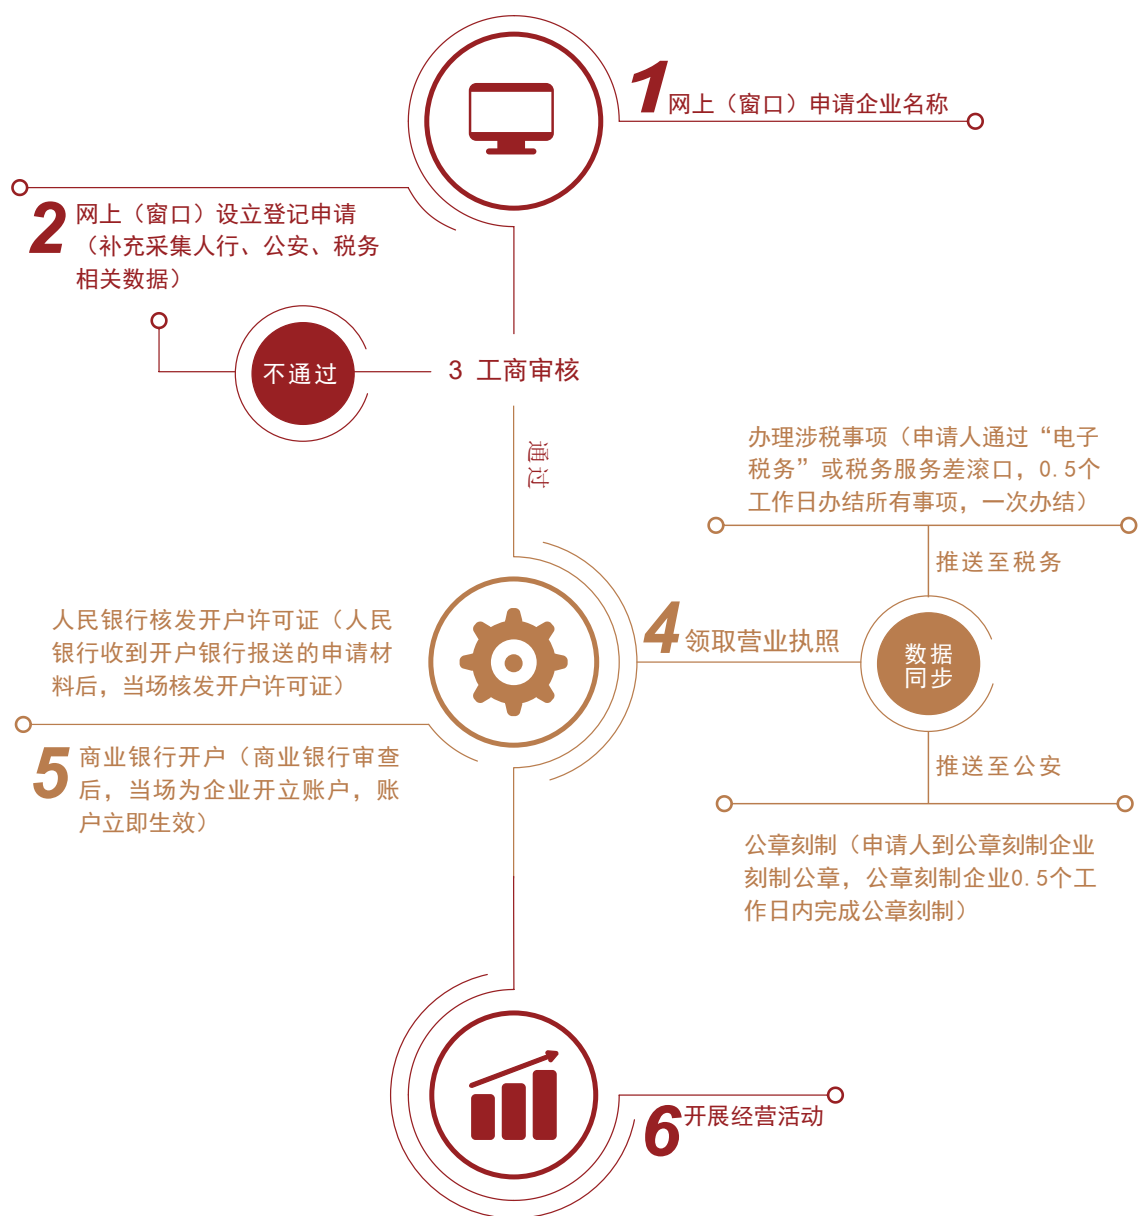 1 网上（窗口）申请企业名称
2 网上（窗口）设立登记申请
（补充采集人行、公安、税务
相关数据）
不通过
3 工商审核
通过
办理涉税事项（申请人通过“电子
税务”或税务服务差滚口，0.5个
工作日办结所有事项，一次办结）
推送至税务
4 领取营业执照
数据
同步
推送至公安
公章刻制（申请人到公章刻制企业
刻制公章，公章刻制企业0.5个工
作日内完成公章刻制）
人民银行核发开户许可证（人民
银行收到开户银行报送的申请材
料后，当场核发开户许可证）
5 商业银行开户（商业银行审查
后，当场为企业开立账户，账
户立即生效）
6 开展经营活动